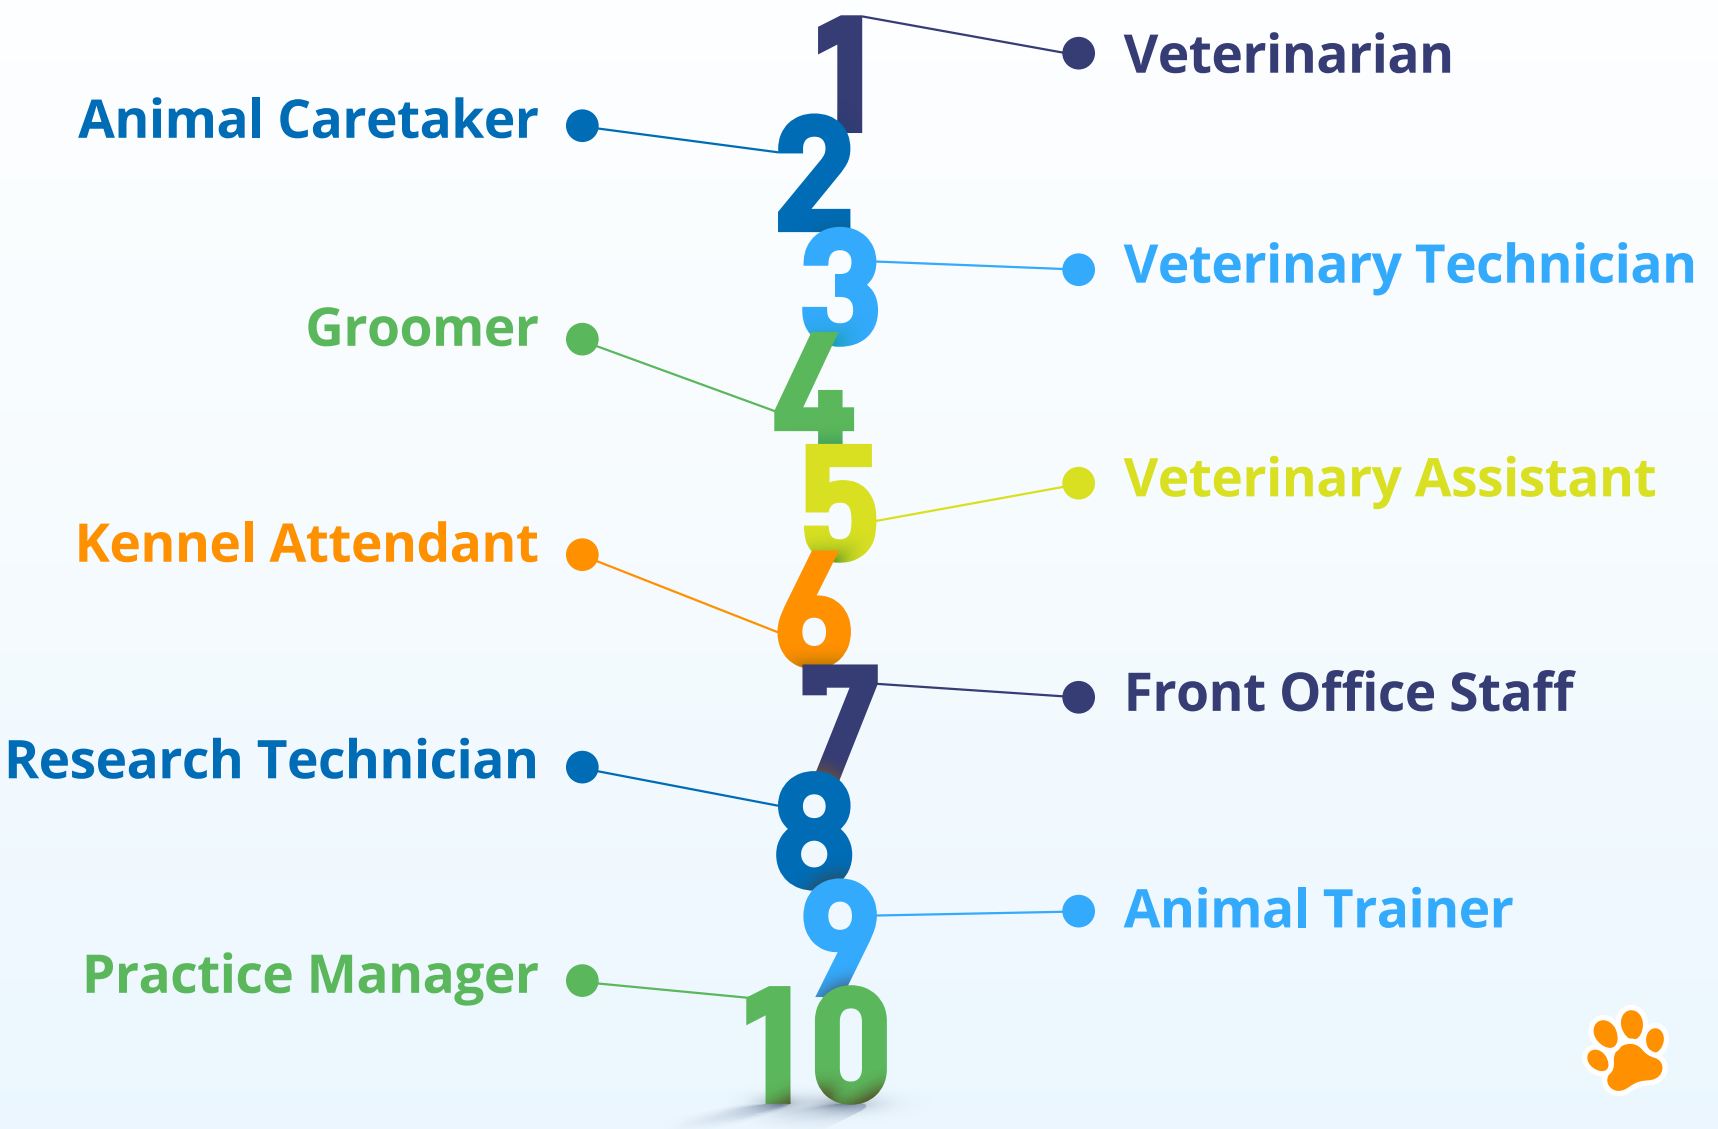 1
Veterinarian
Animal Caretaker
2
3
Veterinary Technician
Groomer
4
5
Veterinary Assistant
Kennel Attendant
6
7
Front Office Staff
Research Technician
8
9
Animal Trainer
Practice Manager
10